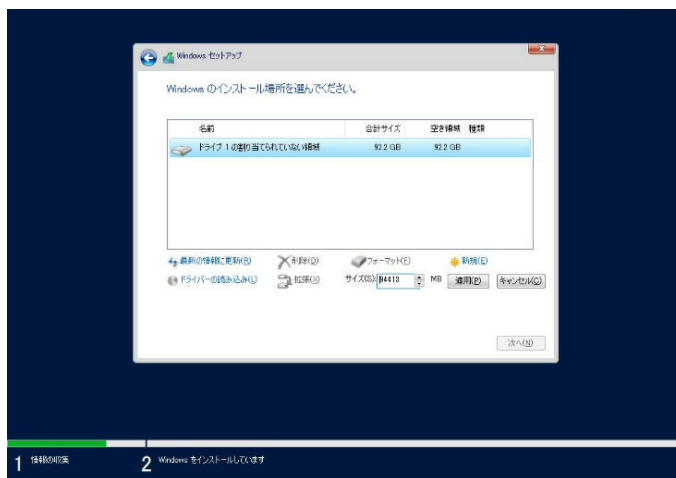 Windows セットアップ
Windows のインストール場所を選んでください。
名前 合計サイズ 空き領域 種類
ドライブ 1 の割り当てられていない領域 92.2 GB 92.2 GB
最新の情報に更新(R) 削除(D) フォーマット(F) 新規(E)
ドライバーの読み込み(L) 拡張(X) サイズ(S): 94413 MB 適用(P) キャンセル(C)
次へ(N)
1 情報の収集 2 Windows をインストールしています